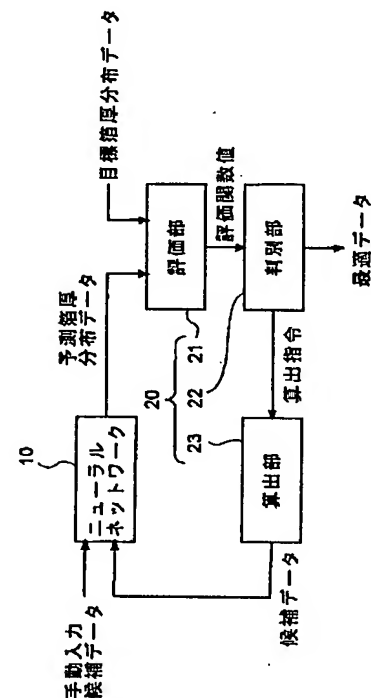 手動入力
候補データ
10
ニューラル
ネットワーク
予測箔厚
分布データ
目標箔厚分布データ
評価部
21
評価関数値
20
22
23
判別部
算出指令
算出部
候補データ
最適データ